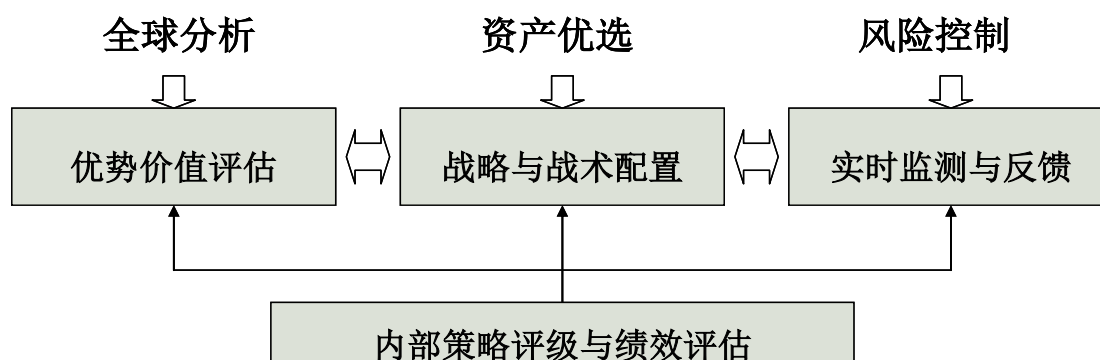 全球分析 资产优选 风险控制
优势价值评估 战略与战术配置 实时监测与反馈
内部策略评级与绩效评估